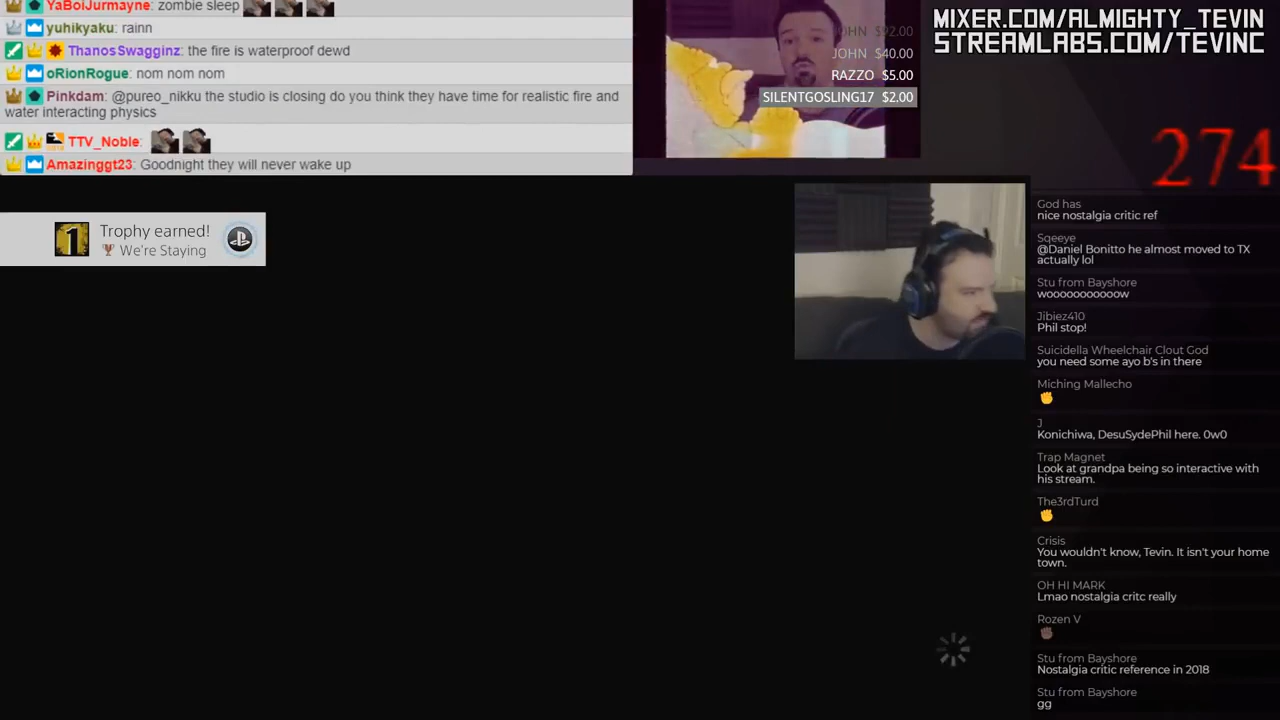 YaBoiJurmayne: zombie sleep
yuhikyaku: rainn
ThanosSwagginz: the fire is waterproof dewd
oRionRogue: nom nom nom
Pinkdam: @pureo_nikku the studio is closing do you think they have time for realistic fire and
water interacting physics
TTV_Noble:
Amazinggt23: Goodnight they will never wake up
JOHN $92.00
JOHN $40.00
RAZZO $5.00
SILENTGOSLING17 $2.00
MIXER.COM/ALMIGHTY_TEVIN
STREAMLABS.COM/TEVINC
274
1
Trophy earned!
We're Staying
God has
nice nostalgia critic ref
Sqeeye
@Daniel Bonitto he almost moved to TX
actually lol
Stu from Bayshore
wooooooooooow
Jibiez410
Phil stop!
Suicidella Wheelchair Clout God
you need some ayo b's in there
Miching Mallecho
J
Konichiwa, DesuSydePhil here. 0w0
Trap Magnet
Look at grandpa being so interactive with
his stream.
The3rdTurd
Crisis
You wouldn't know, Tevin. It isn't your home
town.
OH HI MARK
Lmao nostalgia critc really
Rozen V
Stu from Bayshore
Nostalgia critic reference in 2018
Stu from Bayshore
gg